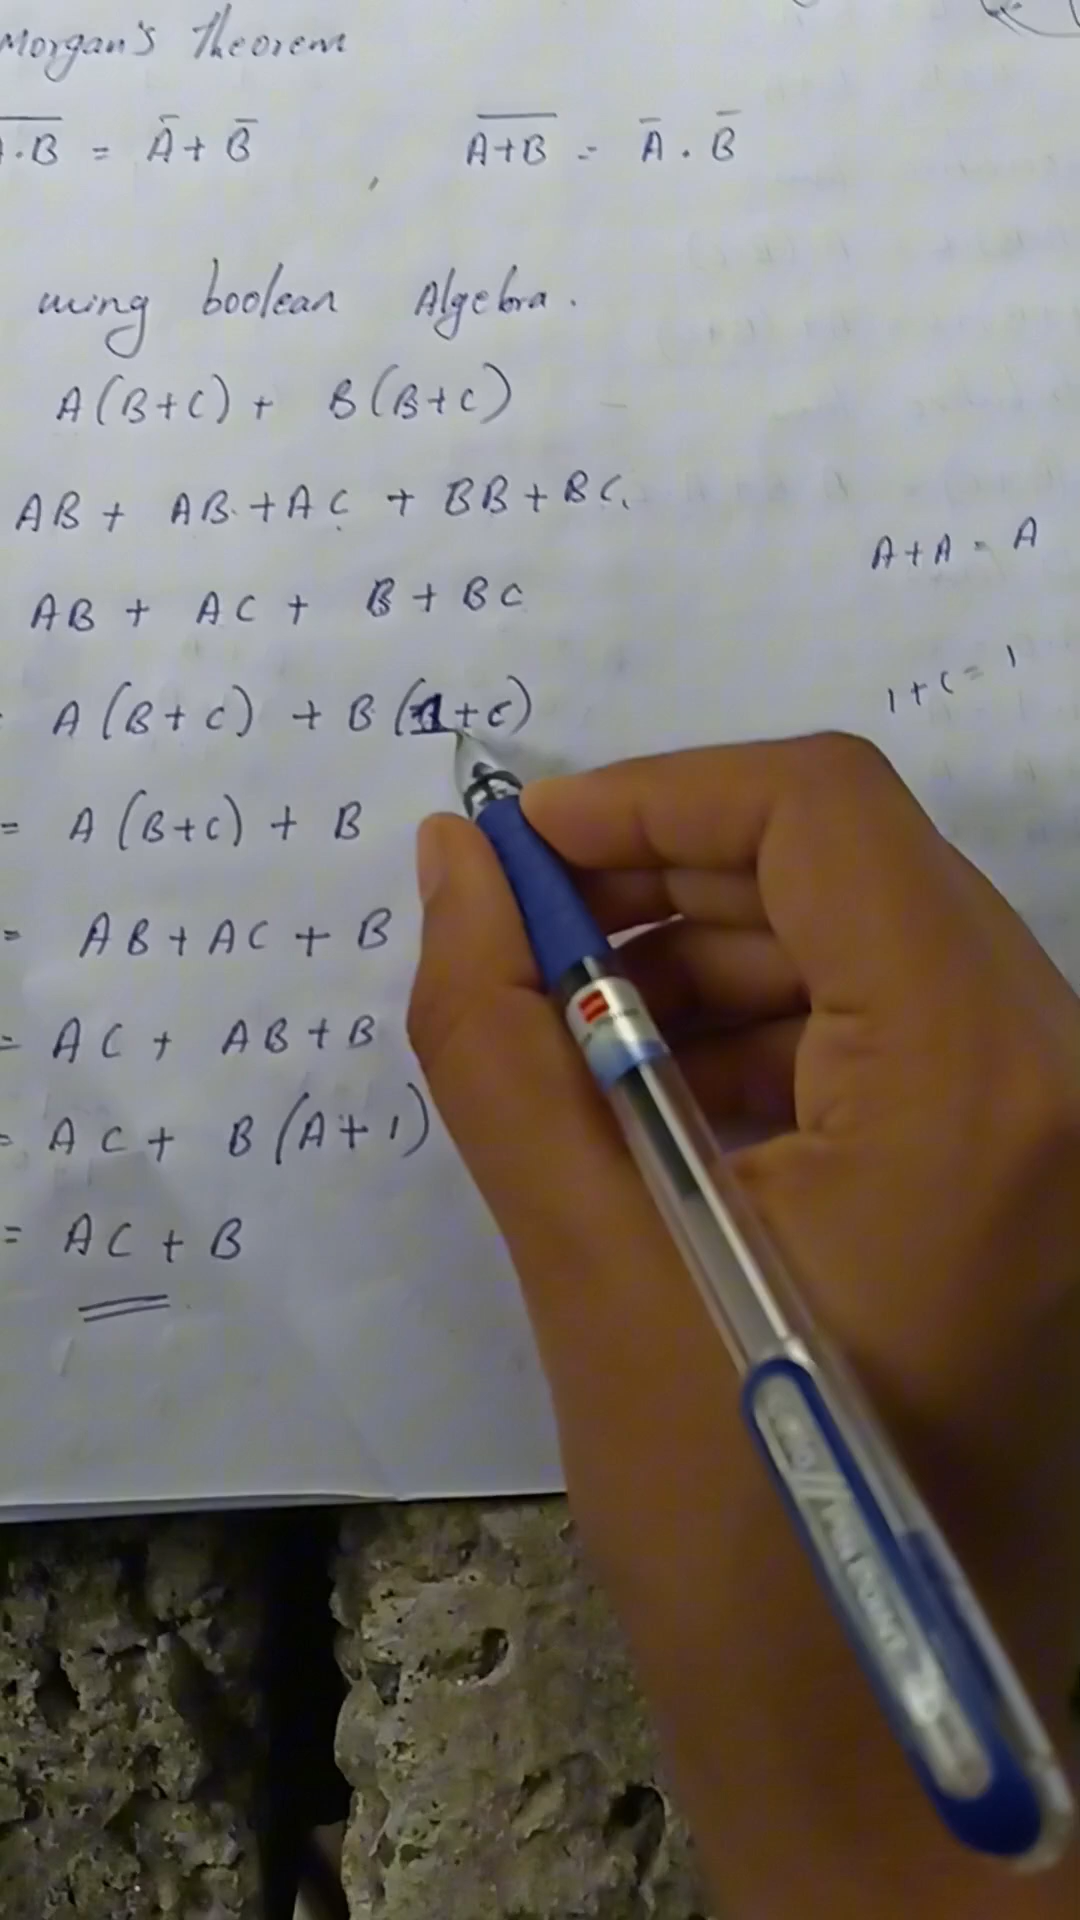 Morgan's Theorem
.B = Ā + B̄ , A+B = Ā . B̄
using boolean Algebra.
A(B+C) + B(B+C)
AB + AB + AC + BB + BC
A+A = A
AB + AC + B + BC
1+C = 1
A(B+C) + B(1+C)
= A(B+C) + B
= AB + AC + B
= AC + AB + B
= AC + B(A+1)
= AC + B